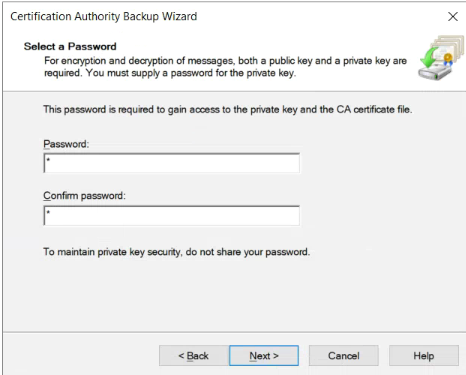 Certification Authority Backup Wizard
Select a Password
For encryption and decryption of messages, both a public key and a private key are
required. You must supply a password for the private key.
This password is required to gain access to the private key and the CA certificate file.
Password:
*
Confirm password:
*
To maintain private key security, do not share your password.
< Back Next > Cancel Help